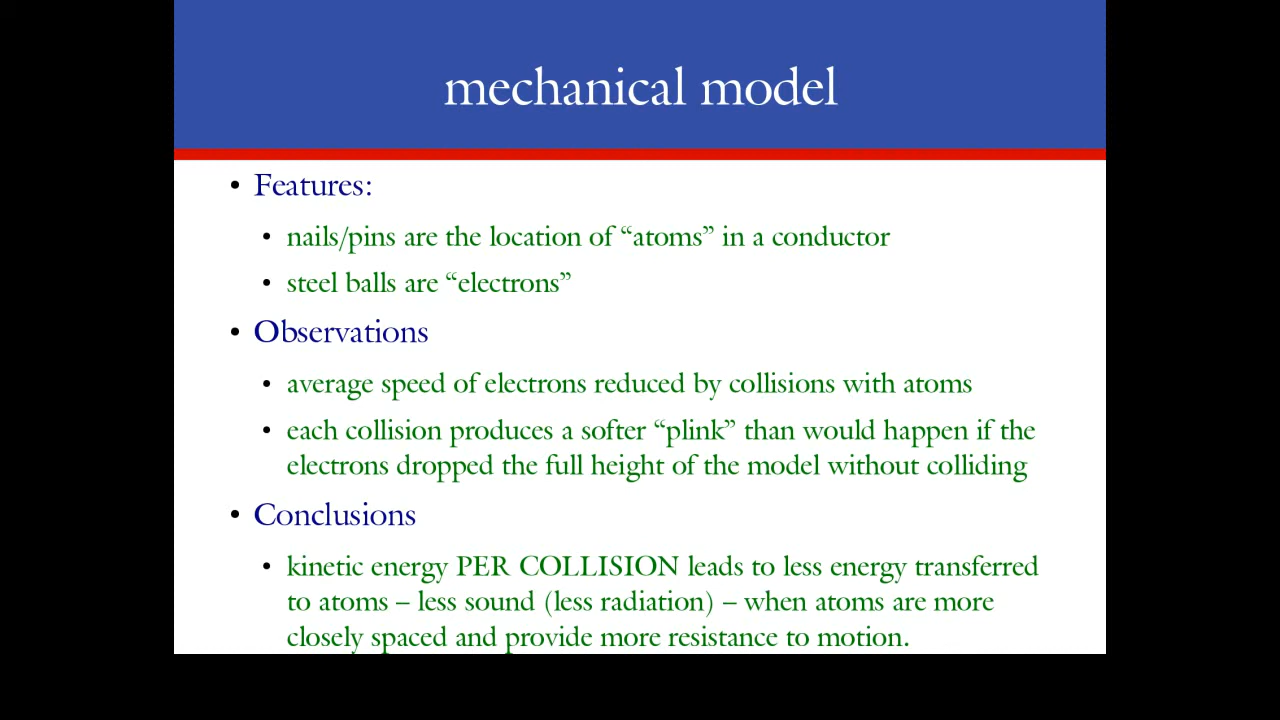 mechanical model
• Features:
• nails/pins are the location of “atoms” in a conductor
• steel balls are “electrons”
• Observations
• average speed of electrons reduced by collisions with atoms
• each collision produces a softer “plink” than would happen if the
electrons dropped the full height of the model without colliding
• Conclusions
• kinetic energy PER COLLISION leads to less energy transferred
to atoms – less sound (less radiation) – when atoms are more
closely spaced and provide more resistance to motion.